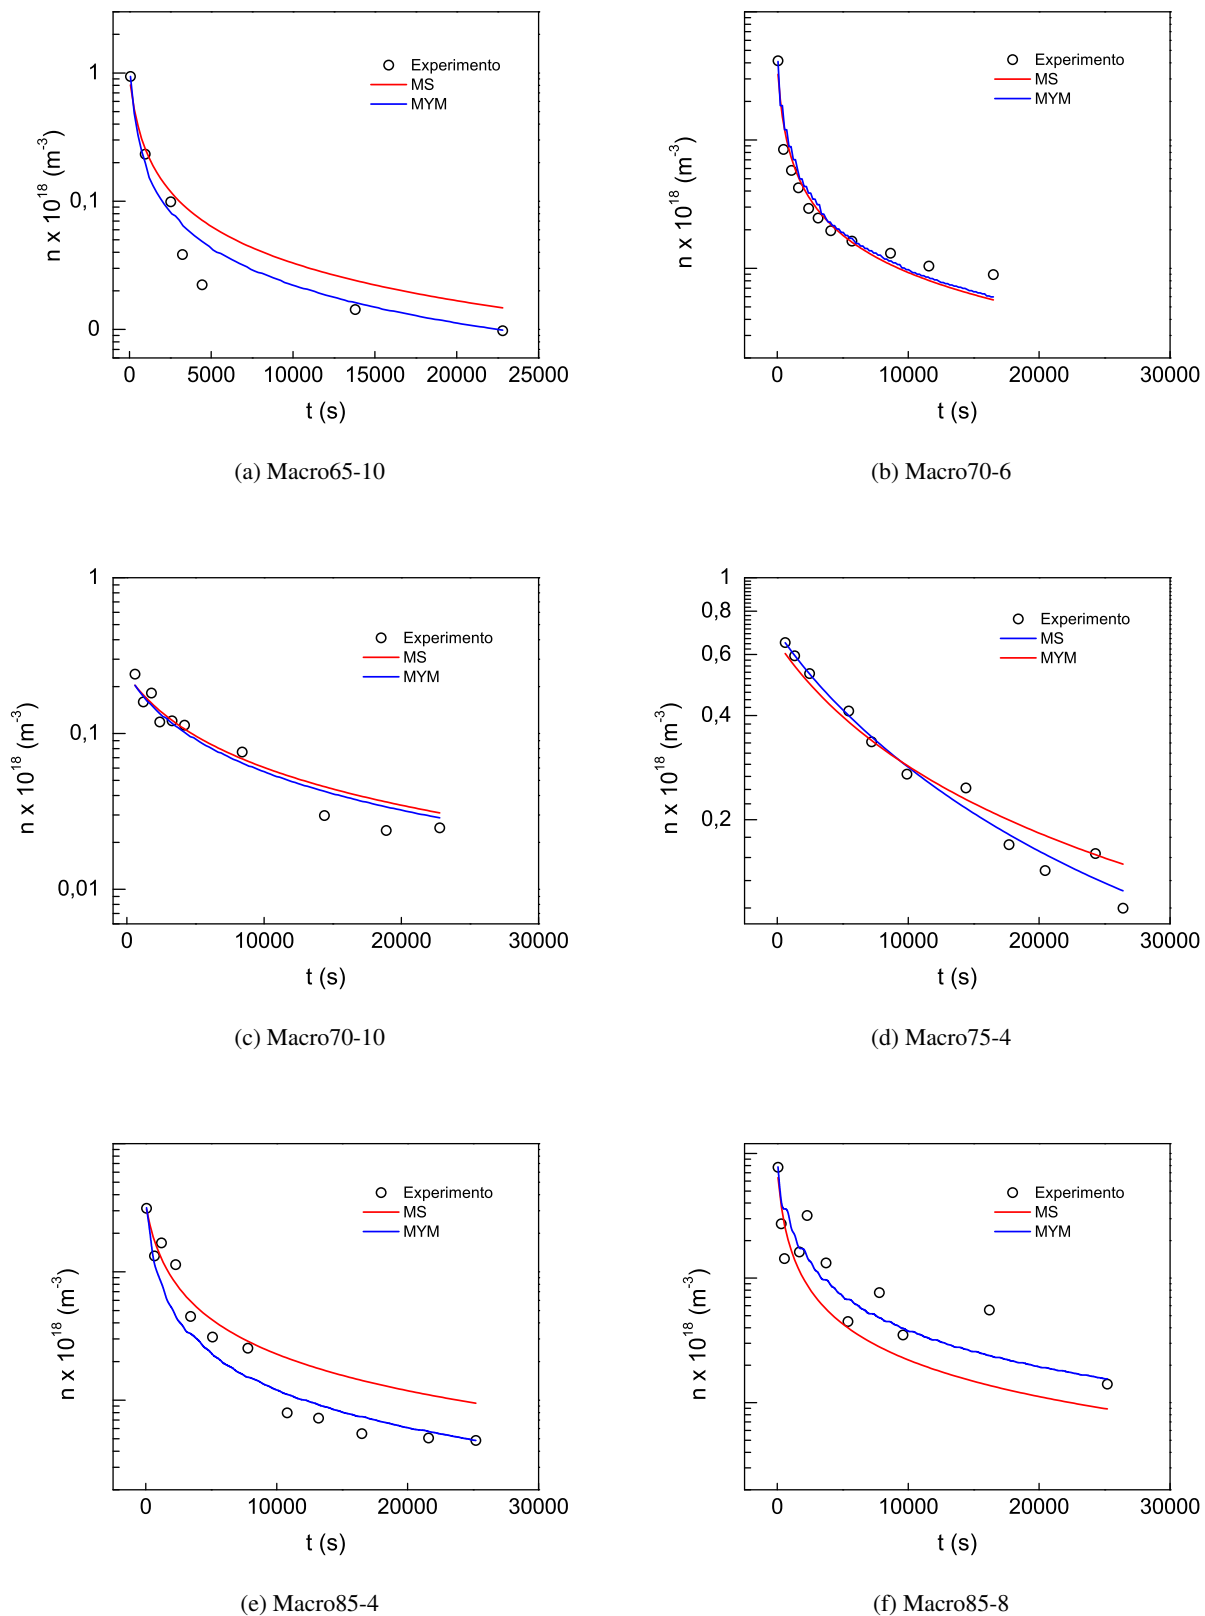 Experimento
MS
MYM
1
0,1
0
n x 10^18 (m^-3)
0 5000 10000 15000 20000 25000
t (s)
(a) Macro65-10
Experimento
MS
MYM
n x 10^18 (m^-3)
0 10000 20000 30000
t (s)
(b) Macro70-6
1
Experimento
MS
MYM
0,1
0,01
n x 10^18 (m^-3)
0 10000 20000 30000
t (s)
(c) Macro70-10
1
0,8
0,6
0,4
0,2
Experimento
MS
MYM
n x 10^18 (m^-3)
0 10000 20000 30000
t (s)
(d) Macro75-4
Experimento
MS
MYM
n x 10^18 (m^-3)
0 10000 20000 30000
t (s)
(e) Macro85-4
Experimento
MS
MYM
n x 10^18 (m^-3)
0 10000 20000 30000
t (s)
(f) Macro85-8